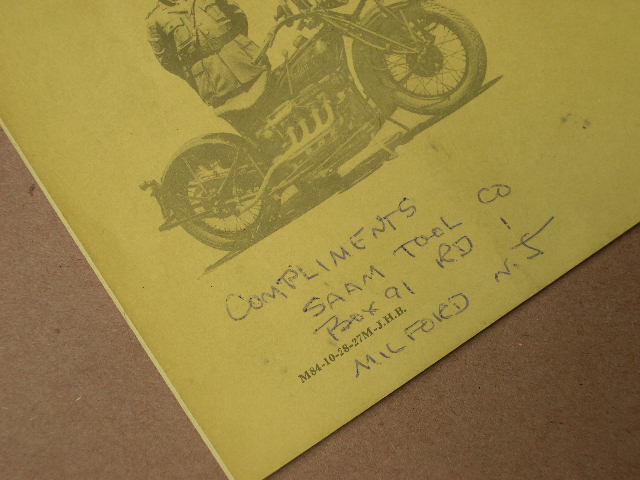 COMPLIMENTS
SAAM TOOL CO
BOX 91 RD 1
MILFORD N.J
M84-10-28-27M-J.H.B.